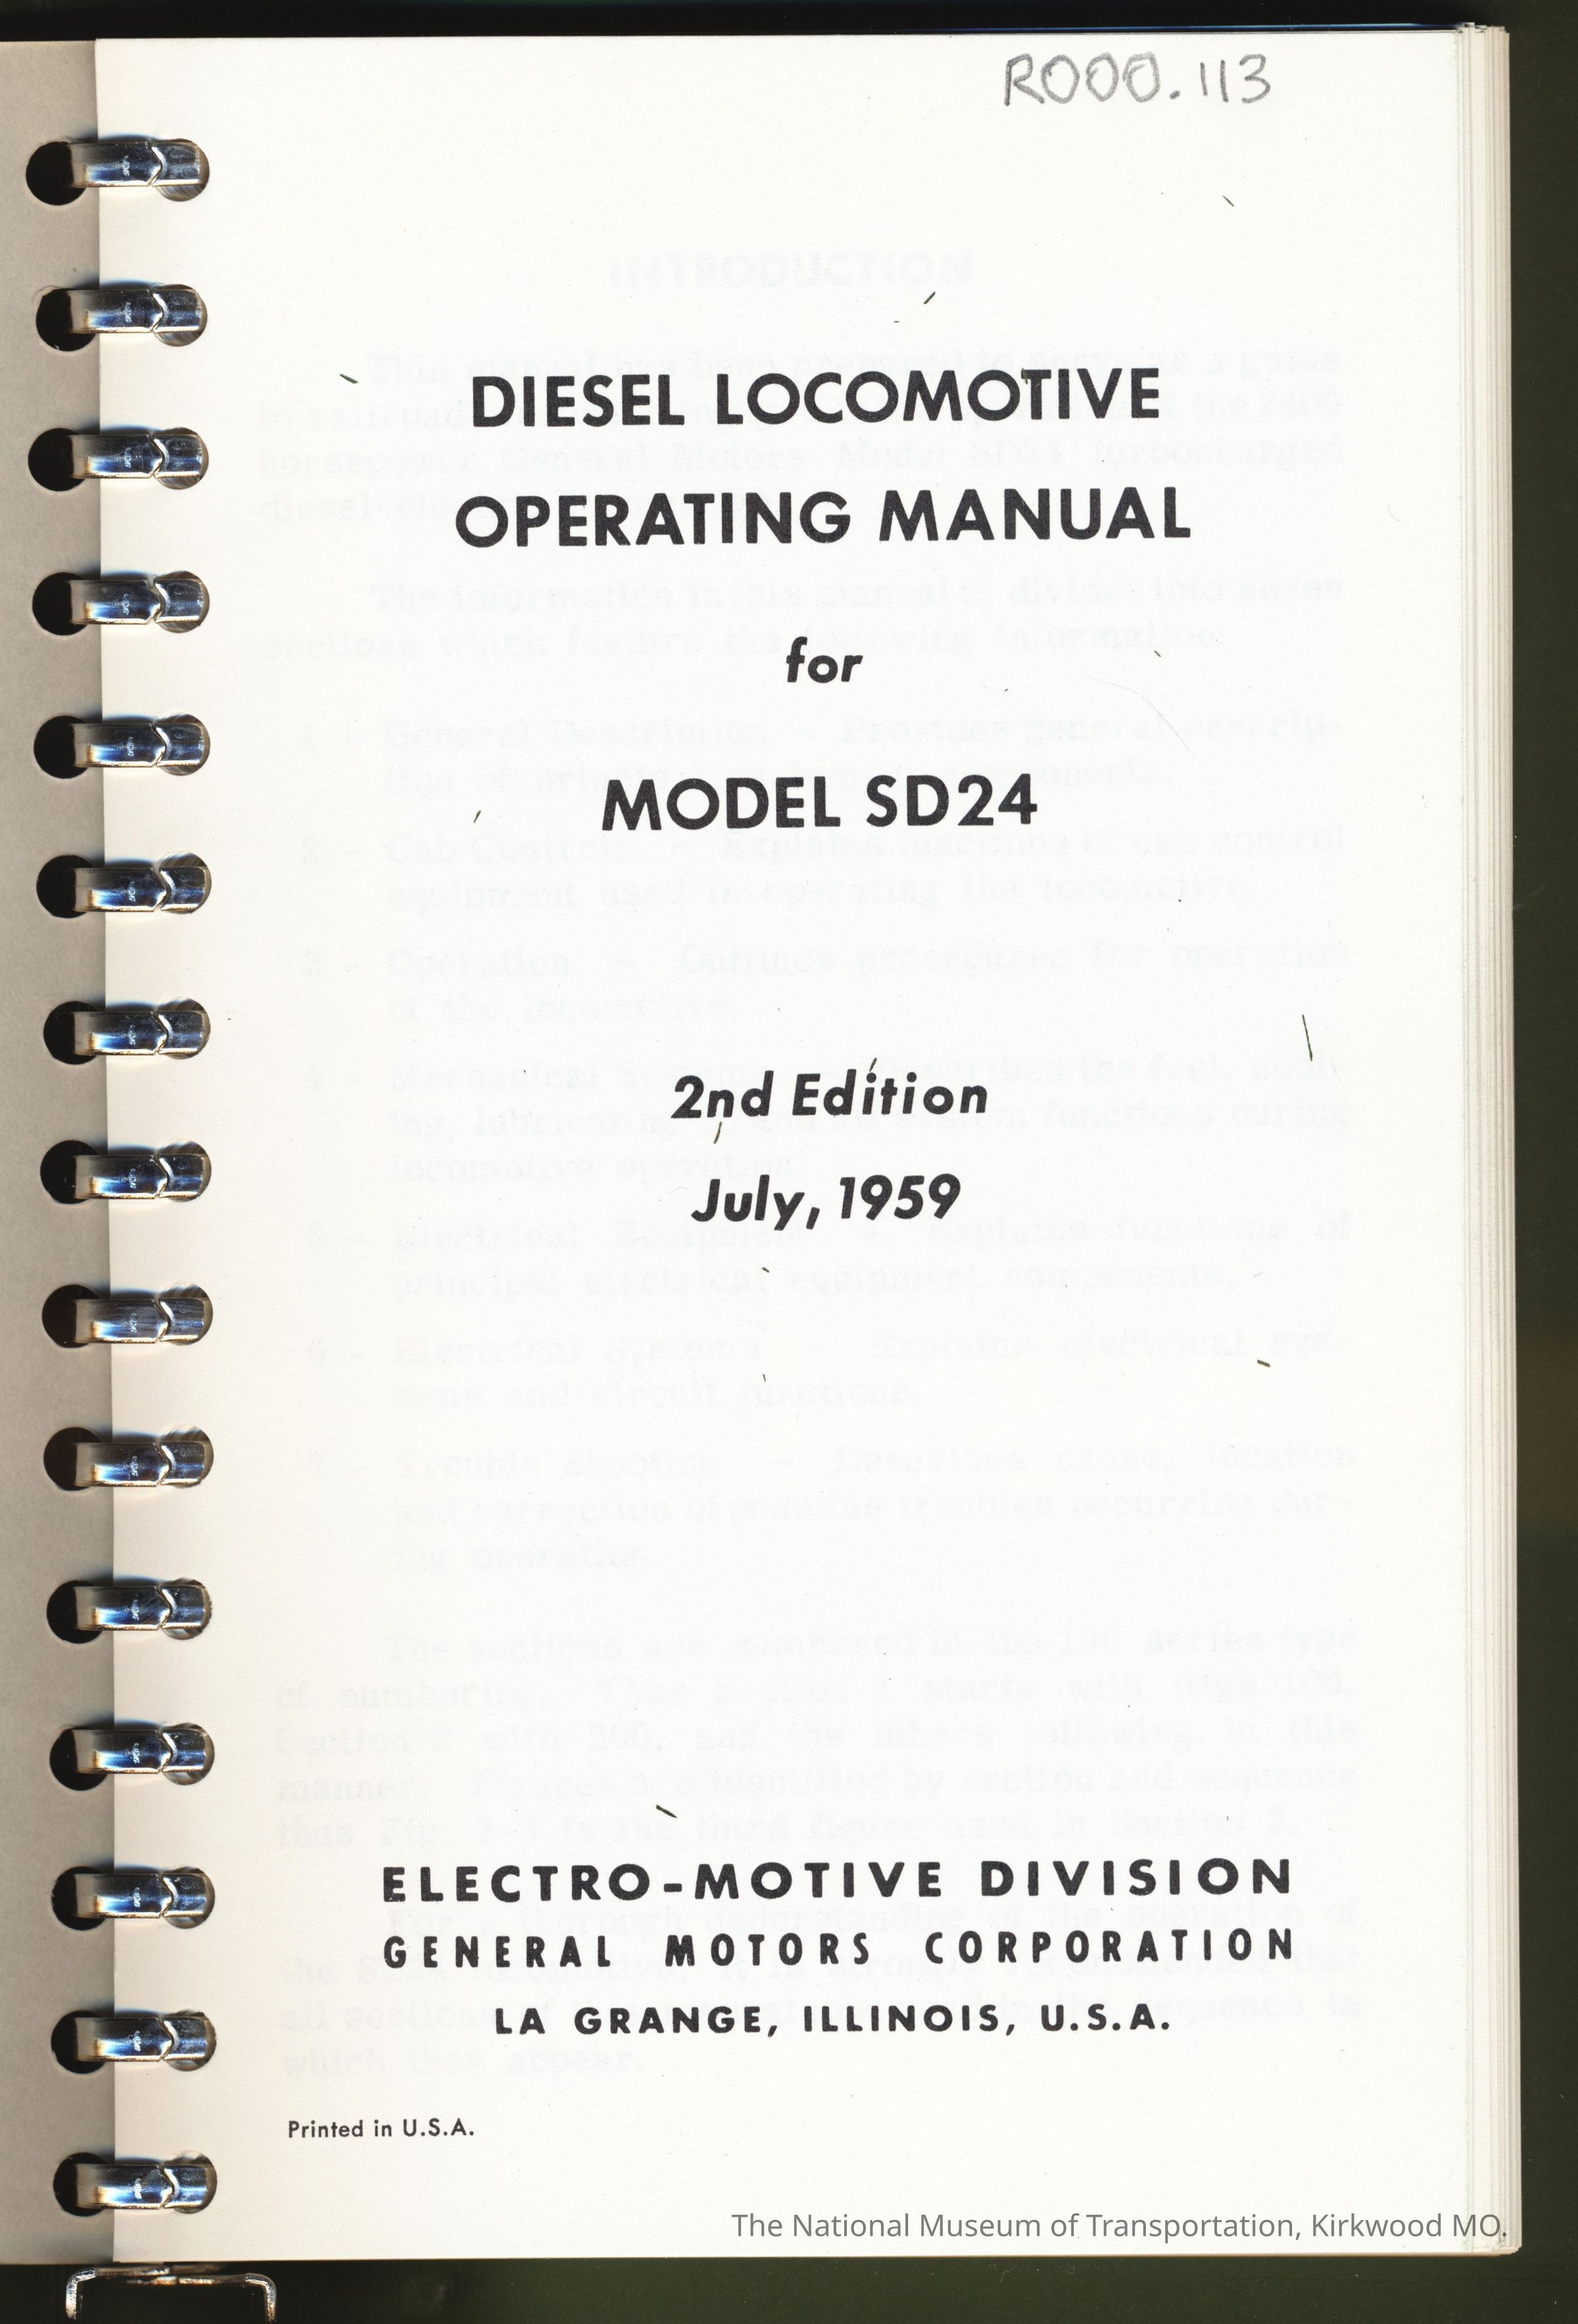 R000.113
DIESEL LOCOMOTIVE
OPERATING MANUAL
for
MODEL SD24
2nd Edition
July, 1959
ELECTRO-MOTIVE DIVISION
GENERAL MOTORS CORPORATION
LA GRANGE, ILLINOIS, U.S.A.
Printed in U.S.A.
The National Museum of Transportation, Kirkwood MO.